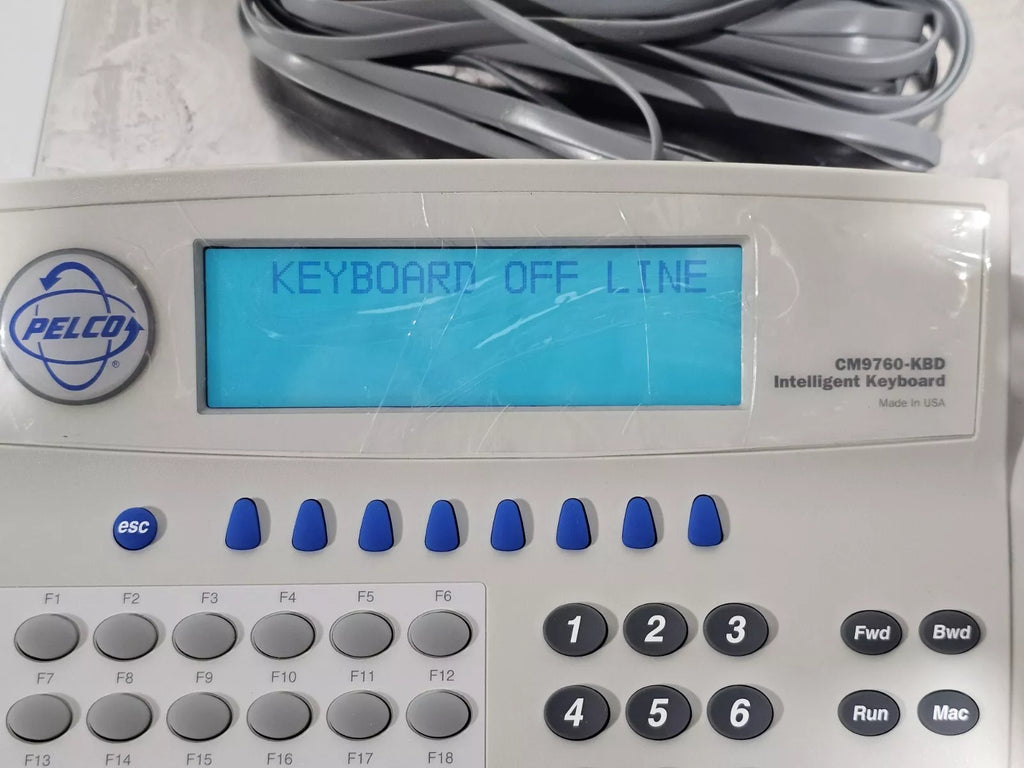 KEYBOARD OFF LINE
PELCO
®
CM9760-KBD
Intelligent Keyboard
Made In USA
esc
F1 F2 F3 F4 F5 F6
1 2 3
Fwd Bwd
F7 F8 F9 F10 F11 F12
4 5 6
Run Mac
F13 F14 F15 F16 F17 F18